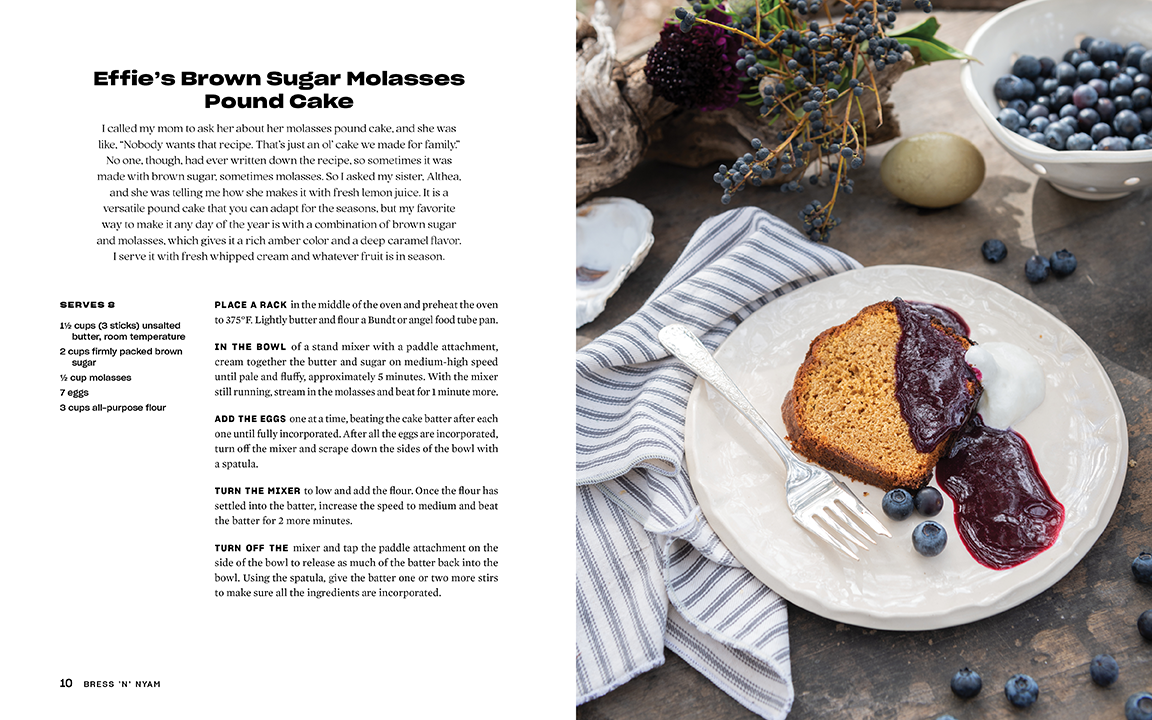 Effie’s Brown Sugar Molasses
Pound Cake
I called my mom to ask her about her molasses pound cake, and she was
like, “Nobody wants that recipe. That’s just an ol’ cake we made for family.”
No one, though, had ever written down the recipe, so sometimes it was
made with brown sugar, sometimes molasses. So I asked my sister, Althea,
and she was telling me how she makes it with fresh lemon juice. It is a
versatile pound cake that you can adapt for the seasons, but my favorite
way to make it any day of the year is with a combination of brown sugar
and molasses, which gives it a rich amber color and a deep caramel flavor.
I serve it with fresh whipped cream and whatever fruit is in season.
SERVES 8
1½ cups (3 sticks) unsalted
butter, room temperature
2 cups firmly packed brown
sugar
½ cup molasses
7 eggs
3 cups all-purpose flour
PLACE A RACK in the middle of the oven and preheat the oven
to 375°F. Lightly butter and flour a Bundt or angel food tube pan.
IN THE BOWL of a stand mixer with a paddle attachment,
cream together the butter and sugar on medium-high speed
until pale and fluffy, approximately 5 minutes. With the mixer
still running, stream in the molasses and beat for 1 minute more.
ADD THE EGGS one at a time, beating the cake batter after each
one until fully incorporated. After all the eggs are incorporated,
turn off the mixer and scrape down the sides of the bowl with
a spatula.
TURN THE MIXER to low and add the flour. Once the flour has
settled into the batter, increase the speed to medium and beat
the batter for 2 more minutes.
TURN OFF THE mixer and tap the paddle attachment on the
side of the bowl to release as much of the batter back into the
bowl. Using the spatula, give the batter one or two more stirs
to make sure all the ingredients are incorporated.
10 BRESS ’N’ NYAM